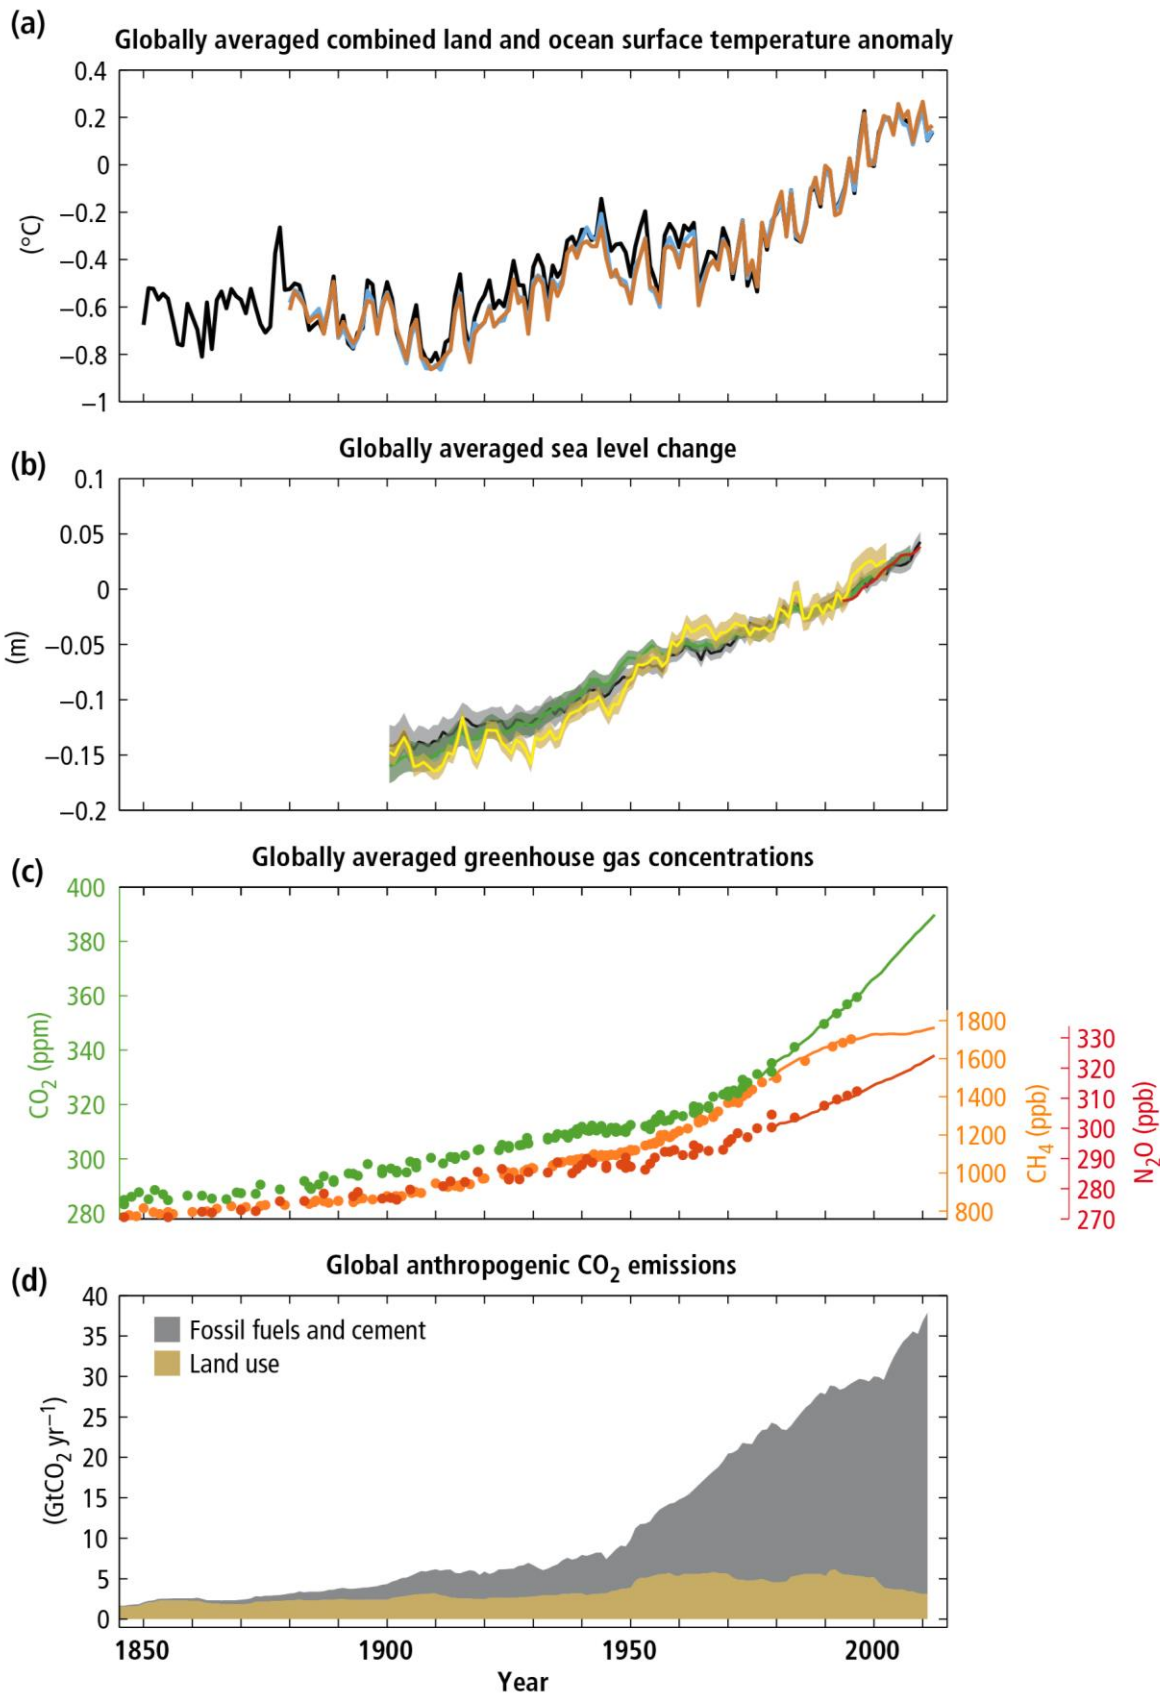 (a)
Globally averaged combined land and ocean surface temperature anomaly
0.4
0.2
0
−0.2
−0.4
−0.6
−0.8
−1
(°C)
(b)
Globally averaged sea level change
0.1
0.05
0
−0.05
−0.1
−0.15
−0.2
(m)
(c)
Globally averaged greenhouse gas concentrations
400
380
360
340
320
300
280
CO₂ (ppm)
1800
1600
1400
1200
1000
800
CH₄ (ppb)
330
320
310
300
290
280
270
N₂O (ppb)
(d)
Global anthropogenic CO₂ emissions
40
35
30
25
20
15
10
5
0
(GtCO₂ yr⁻¹)
Fossil fuels and cement
Land use
1850 1900 1950 2000
Year